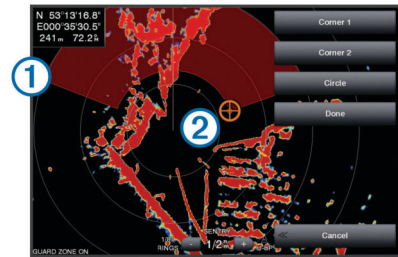 N 53°13'16.8"
E000°35'30.5"
241m 72.2
Corner 1
Corner 2
Circle
Done
1
2
SENTRY
RINGS - 1/2 +
GUARD ZONE ON
Cancel